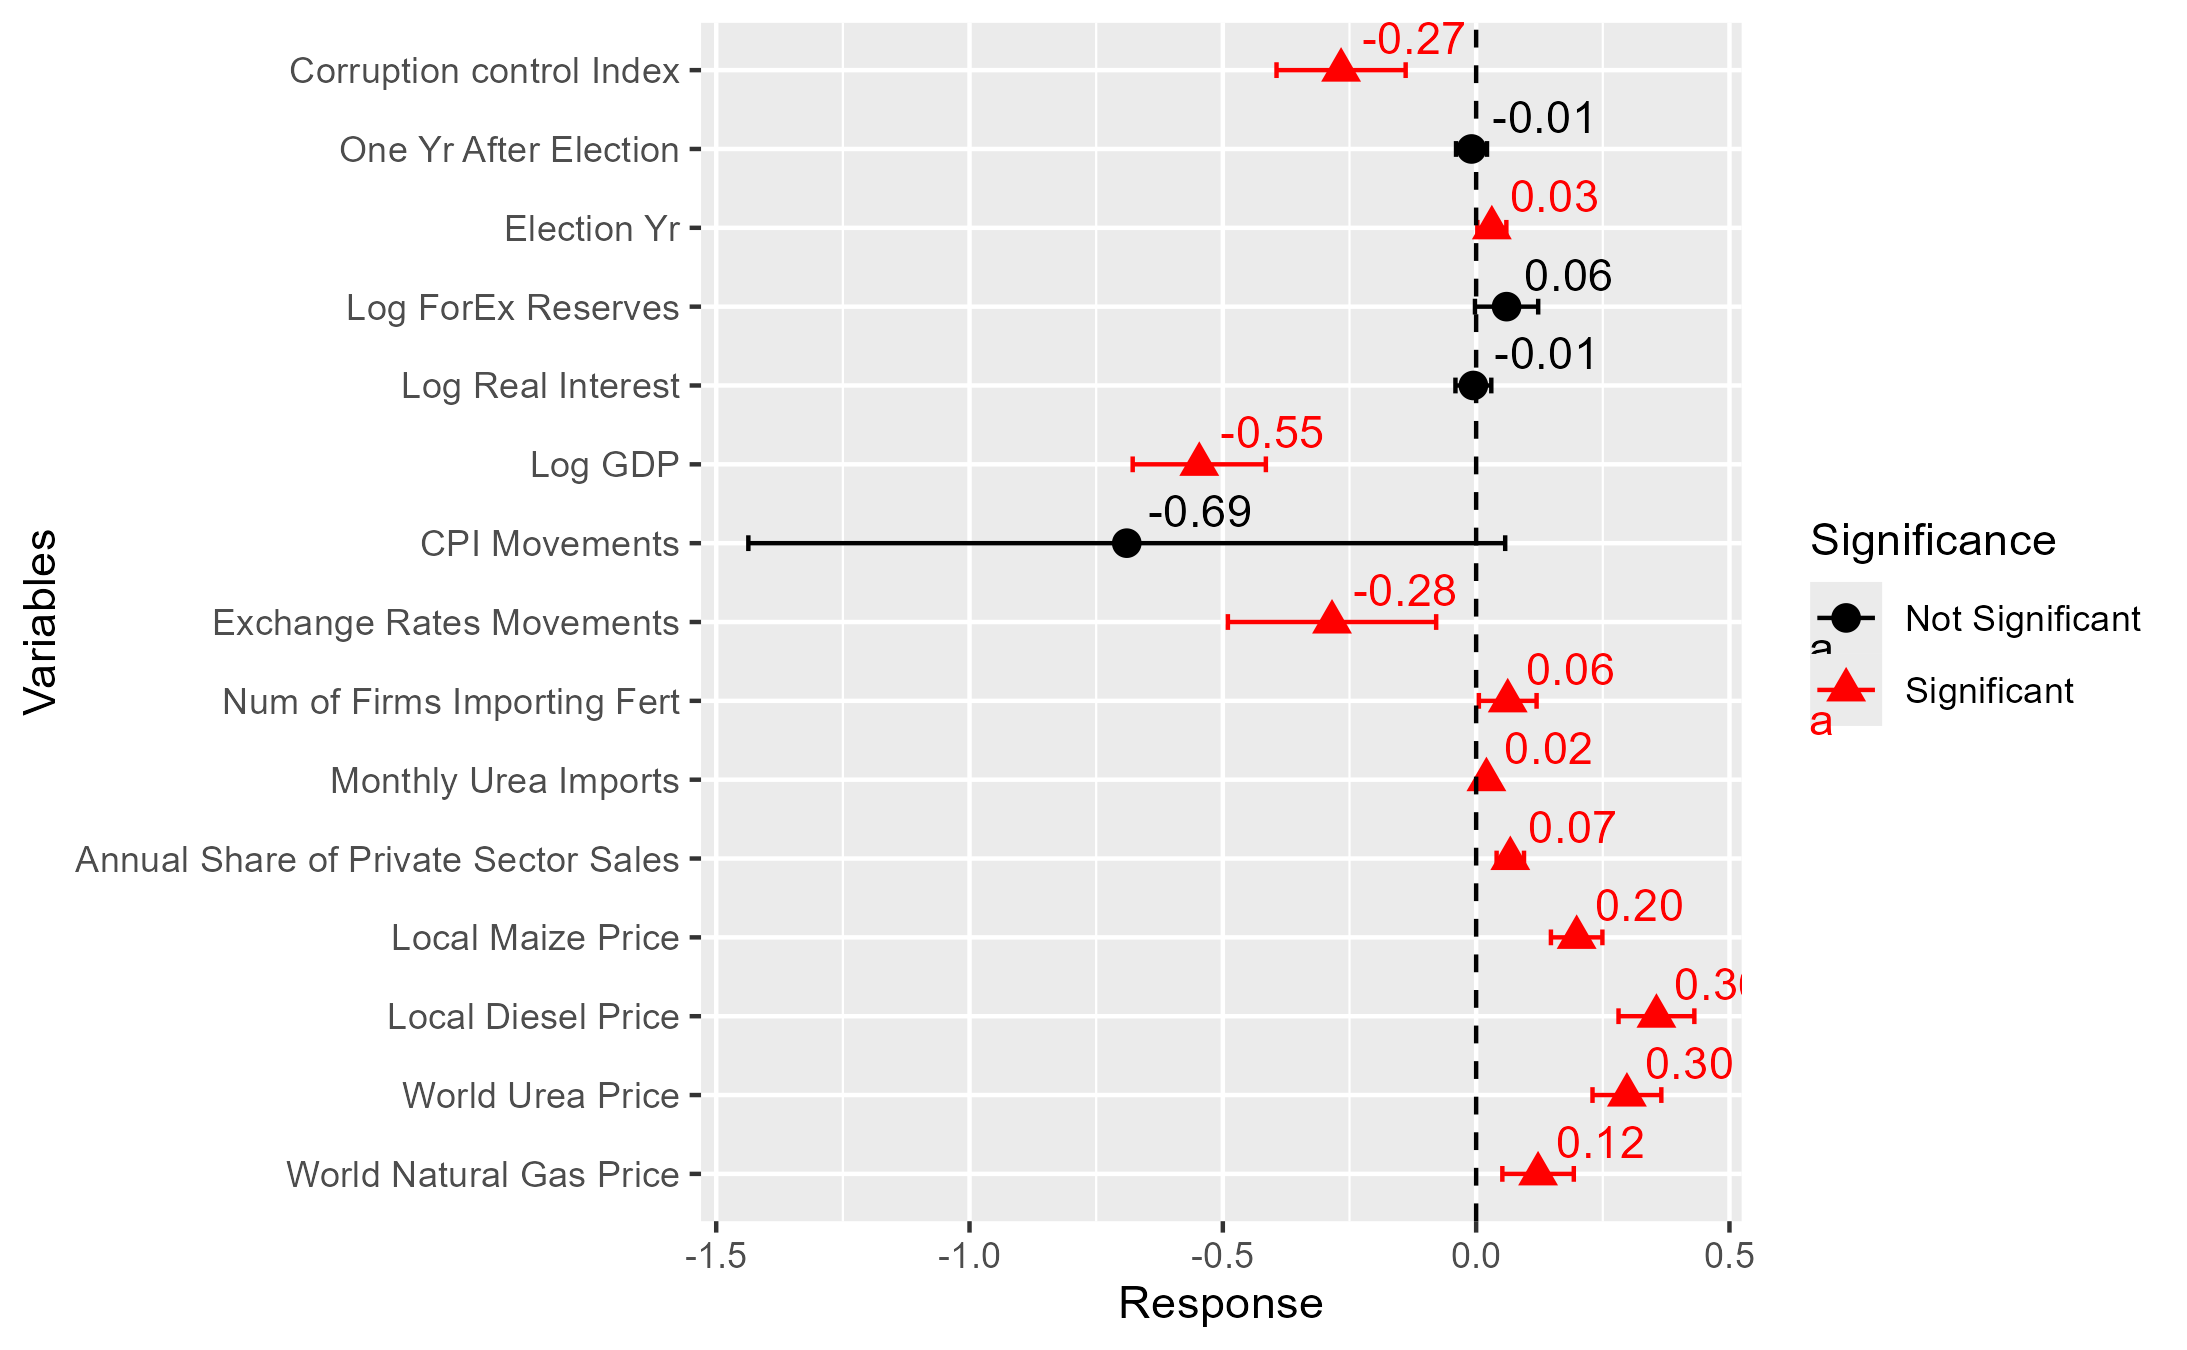 Corruption control Index
-0.27
One Yr After Election
-0.01
Election Yr
0.03
Log ForEx Reserves
0.06
Log Real Interest
-0.01
Log GDP
-0.55
CPI Movements
-0.69
Exchange Rates Movements
-0.28
Num of Firms Importing Fert
0.06
Monthly Urea Imports
0.02
Annual Share of Private Sector Sales
0.07
Local Maize Price
0.20
Local Diesel Price
World Urea Price
0.30
World Natural Gas Price
0.12
-1.5 -1.0 -0.5 0.0 0.5
Response
Variables
Significance
Not Significant
a
Significant
a